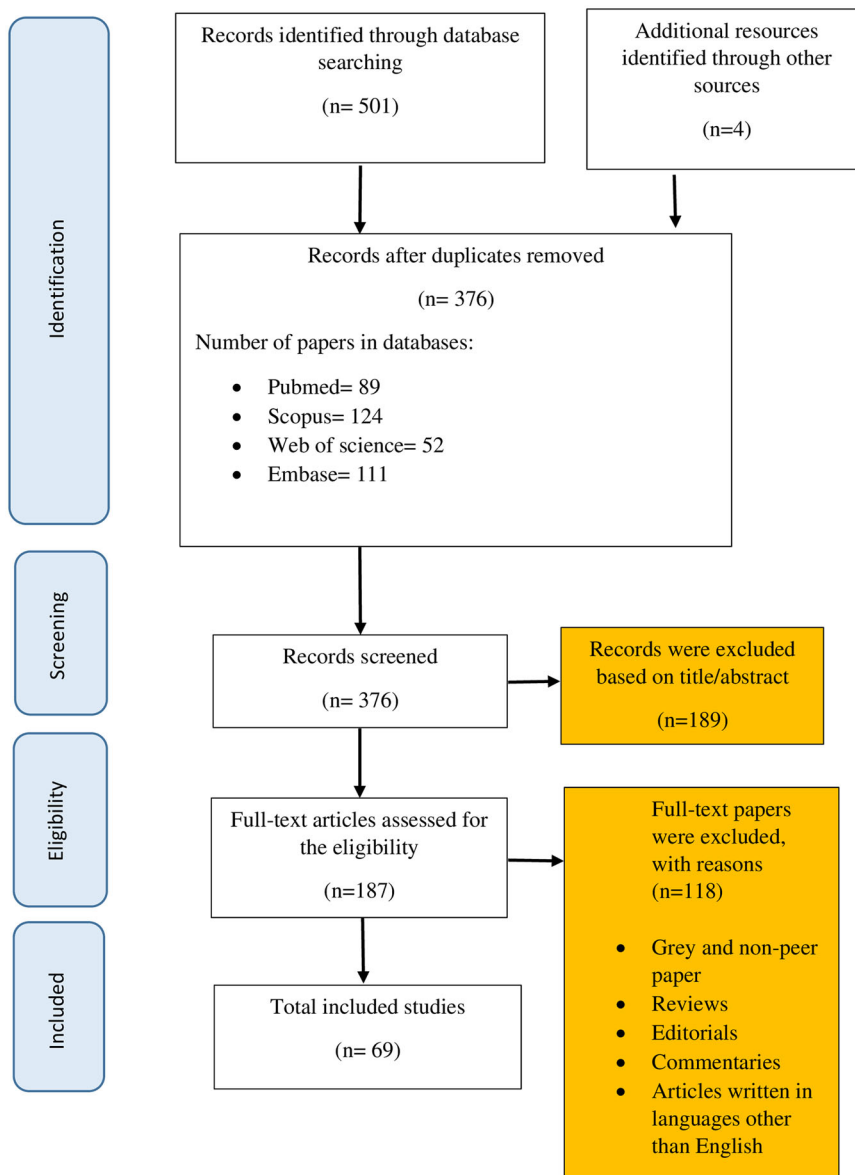 Records identified through database
searching
(n= 501)
Additional resources
identified through other
sources
(n=4)
Identification
Records after duplicates removed
(n= 376)
Number of papers in databases:
• Pubmed= 89
• Scopus= 124
• Web of science= 52
• Embase= 111
Screening
Records screened
(n= 376)
Records were excluded
based on title/abstract
(n=189)
Eligibility
Full-text articles assessed for
the eligibility
(n=187)
Full-text papers
were excluded,
with reasons
(n=118)
• Grey and non-peer
paper
• Reviews
• Editorials
• Commentaries
• Articles written in
languages other
than English
Included
Total included studies
(n= 69)